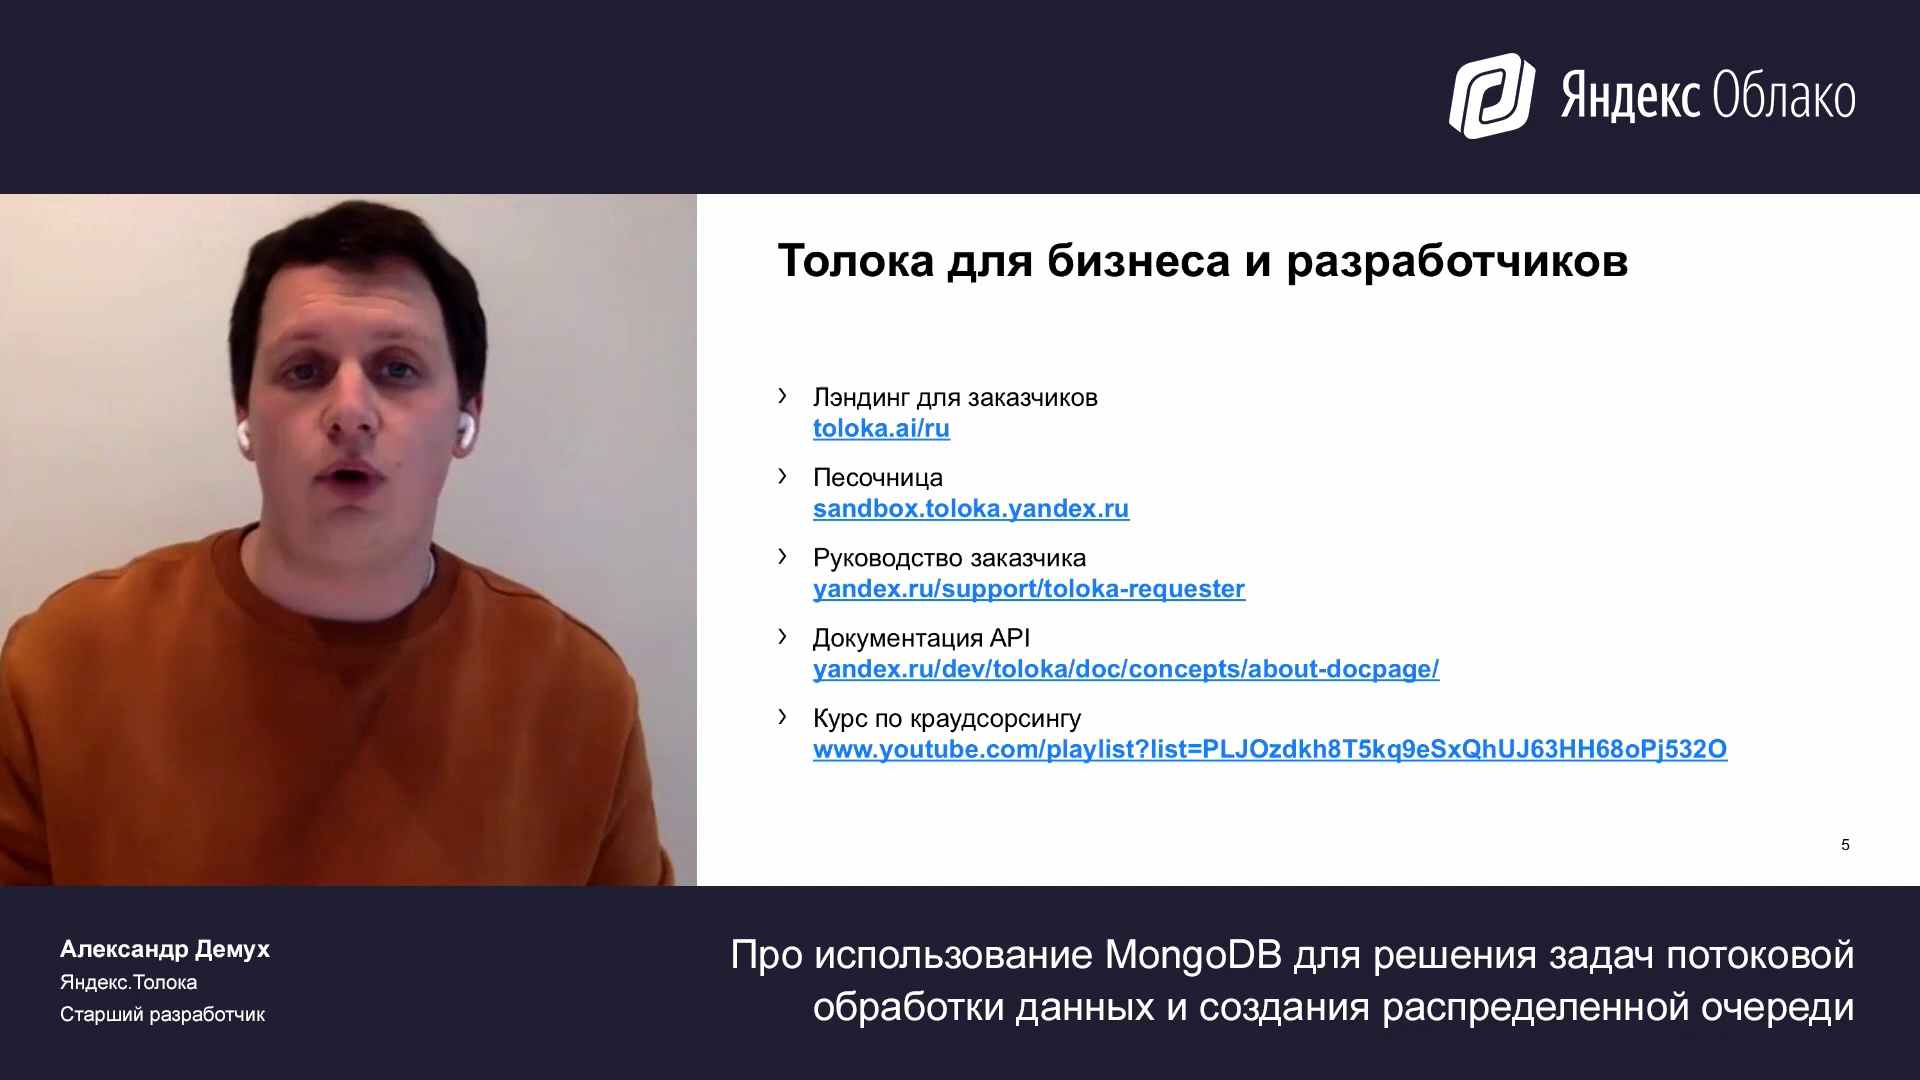 Яндекс Облако
Толока для бизнеса и разработчиков
› Лэндинг для заказчиков
toloka.ai/ru
› Песочница
sandbox.toloka.yandex.ru
› Руководство заказчика
yandex.ru/support/toloka-requester
› Документация API
yandex.ru/dev/toloka/doc/concepts/about-docpage/
› Курс по краудсорсингу
www.youtube.com/playlist?list=PLJOzdkh8T5kq9eSxQhUJ63HH68oPj532O
5
Александр Демух
Яндекс.Толока
Старший разработчик
Про использование MongoDB для решения задач потоковой
обработки данных и создания распределенной очереди